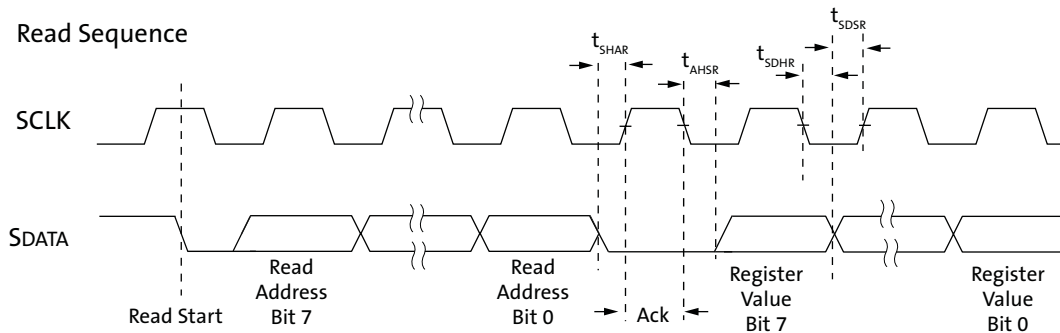 Read Sequence
tSHAR
tAHSR
tSDHR
tSDSR
SCLK
SDATA
Read Start
Read
Address
Bit 7
Read
Address
Bit 0
Ack
Register
Value
Bit 7
Register
Value
Bit 0